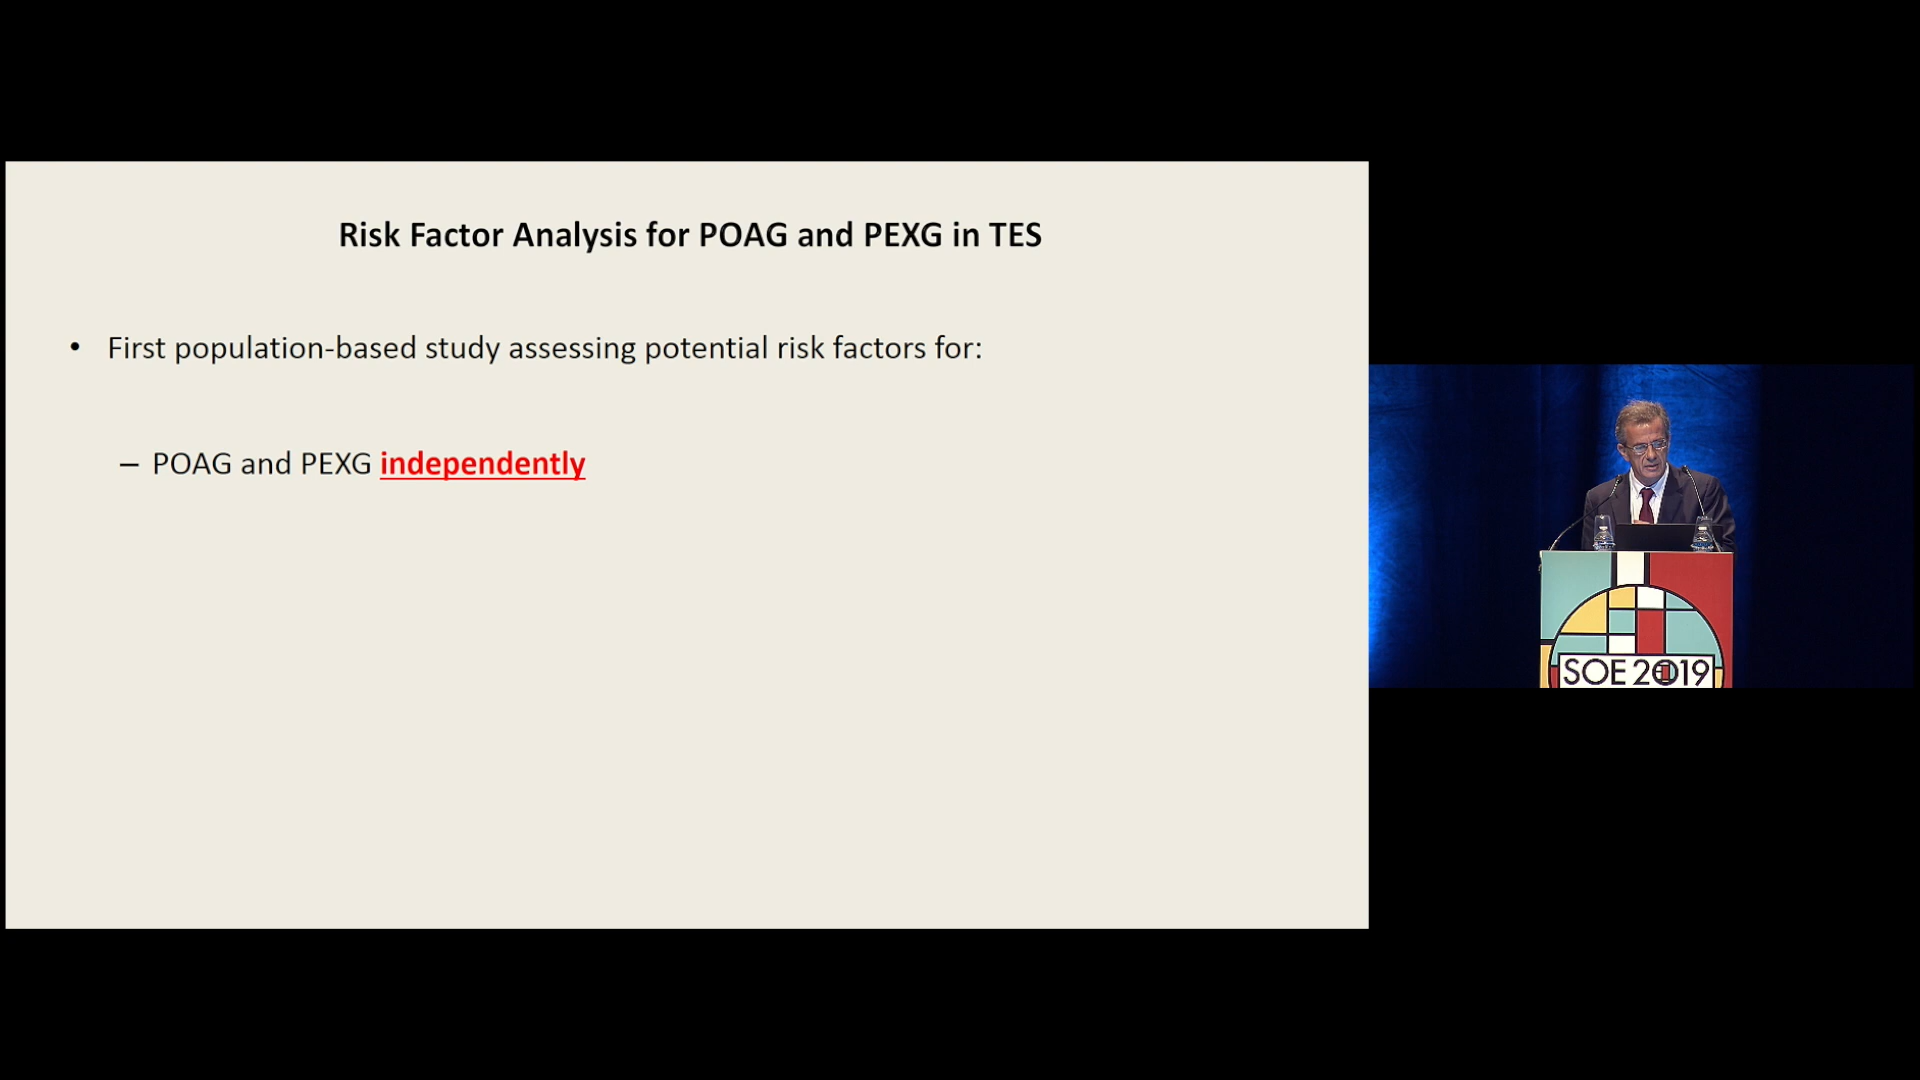 Risk Factor Analysis for POAG and PEXG in TES
• First population-based study assessing potential risk factors for:
– POAG and PEXG independently
SOE 2019